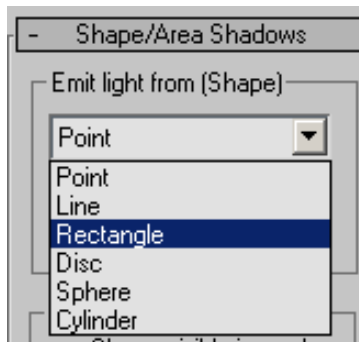 - Shape/Area Shadows
Emit light from (Shape)
Point
Point
Line
Rectangle
Disc
Sphere
Cylinder